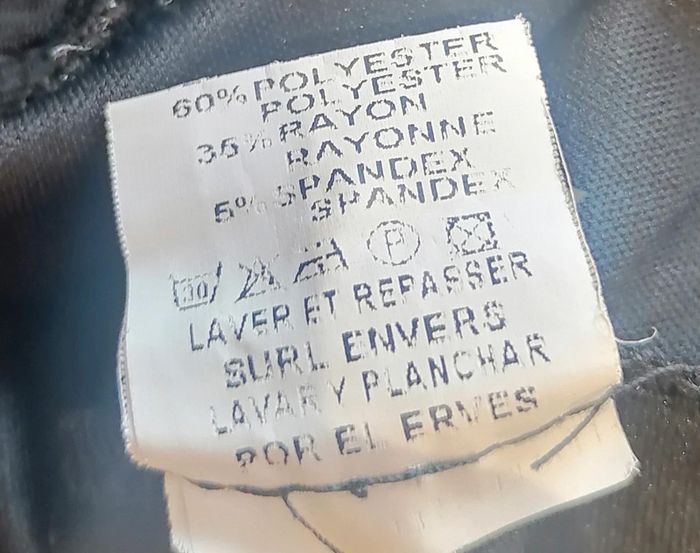 60% POLYESTER
POLYESTER
35% RAYON
RAYONNE
5% SPANDEX
SPANDEX
30 P
LAVER ET REPASSER
SURL ENVERS
LAVAR Y PLANCHAR
POR EL ERVES